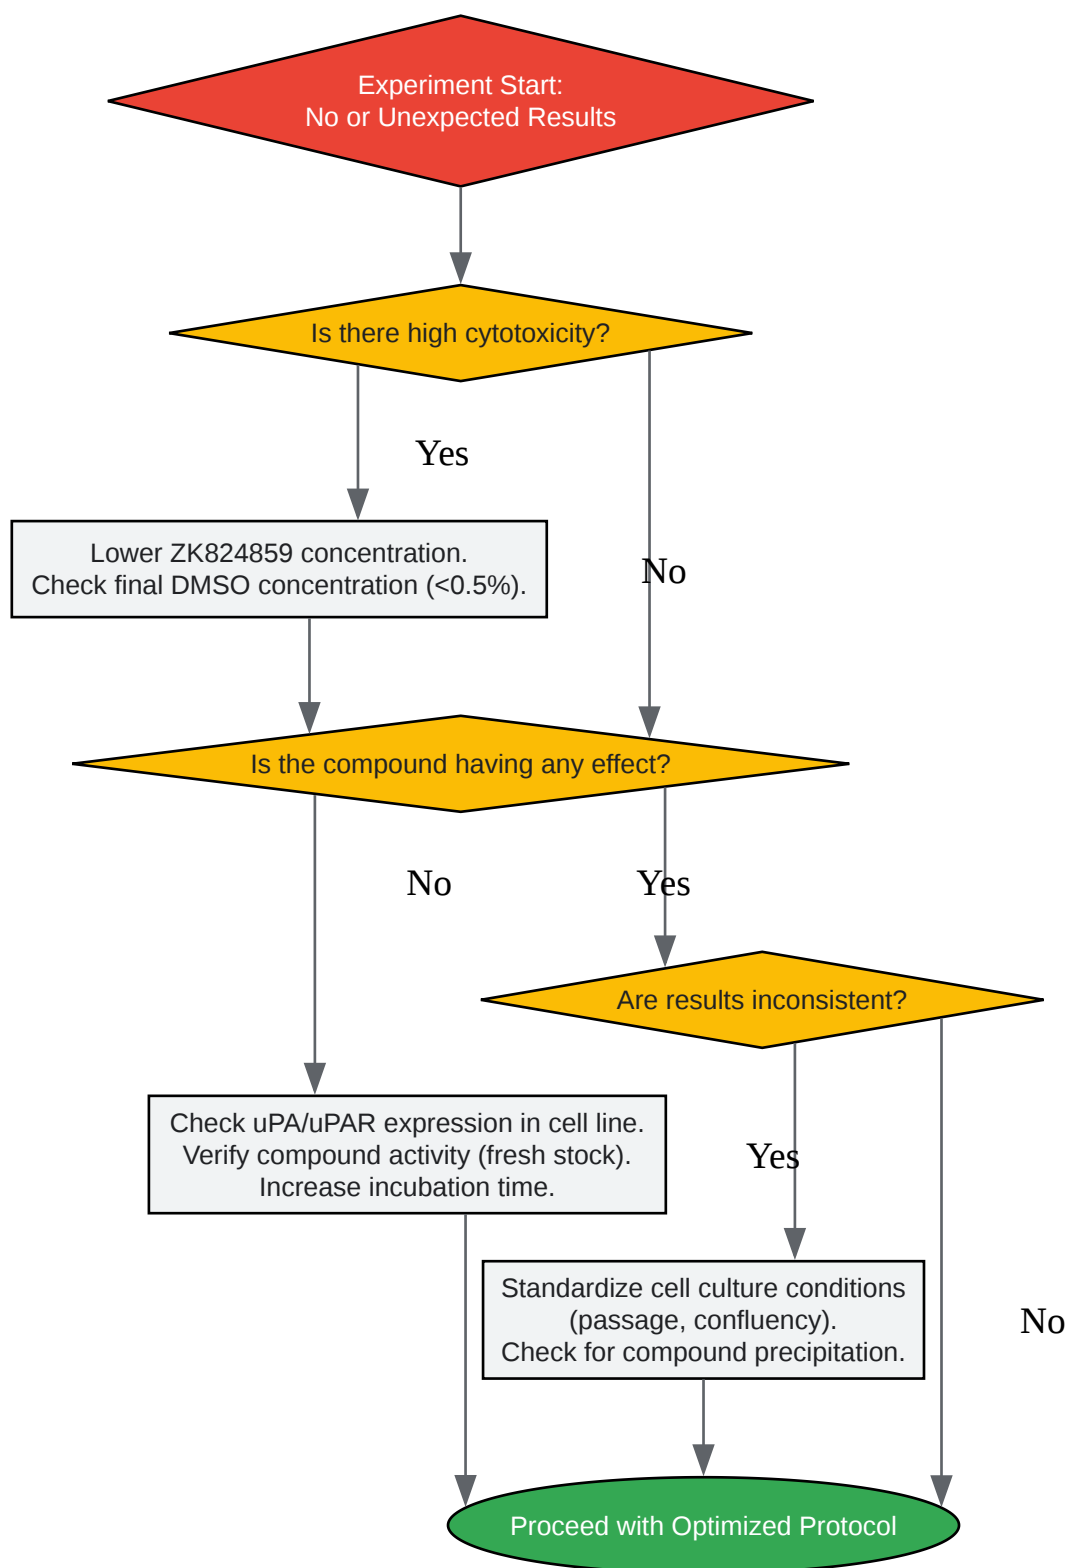 Experiment Start:
No or Unexpected Results
Is there high cytotoxicity?
Yes
Lower ZK824859 concentration.
Check final DMSO concentration (<0.5%).
No
Is the compound having any effect?
No
Yes
Are results inconsistent?
Check uPA/uPAR expression in cell line.
Verify compound activity (fresh stock).
Increase incubation time.
Yes
Standardize cell culture conditions
(passage, confluency).
Check for compound precipitation.
No
Proceed with Optimized Protocol